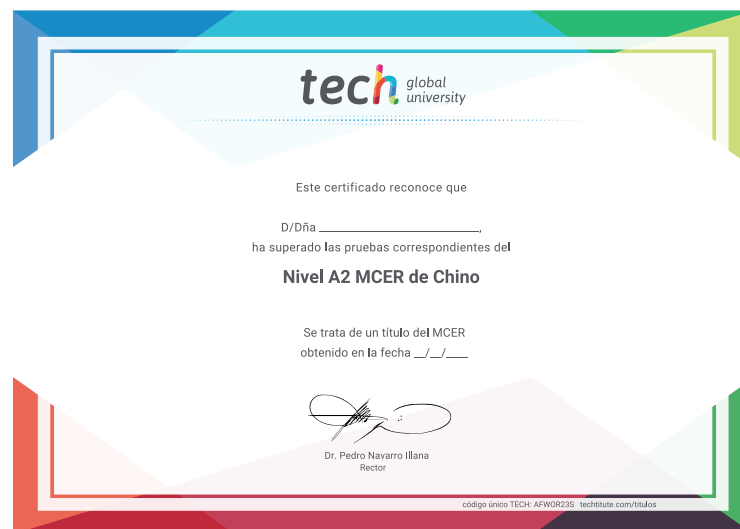 tech global university
Este certificado reconoce que
D/Dña ________________________,
ha superado las pruebas correspondientes del
Nivel A2 MCER de Chino
Se trata de un título del MCER
obtenido en la fecha __/__/____
Dr. Pedro Navarro Illana
Rector
código único TECH: AFWOR23S techtitute.com/titulos